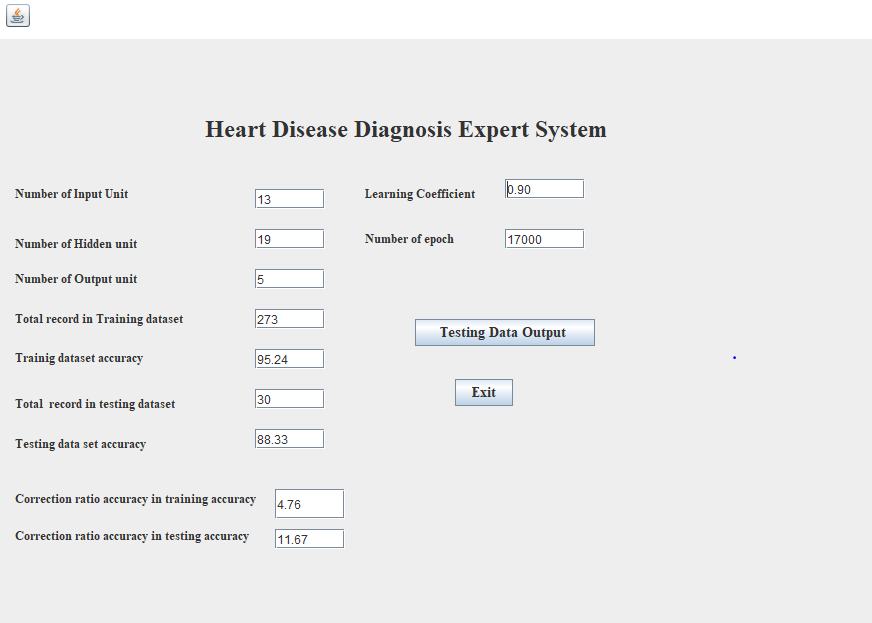 Heart Disease Diagnosis Expert System
Number of Input Unit 13 Learning Coefficient 0.90
Number of Hidden unit 19 Number of epoch 17000
Number of Output unit 5
Total record in Training dataset 273
Testing Data Output
Trainig dataset accuracy 95.24
Exit
Total record in testing dataset 30
Testing data set accuracy 88.33
Correction ratio accuracy in training accuracy 4.76
Correction ratio accuracy in testing accuracy 11.67